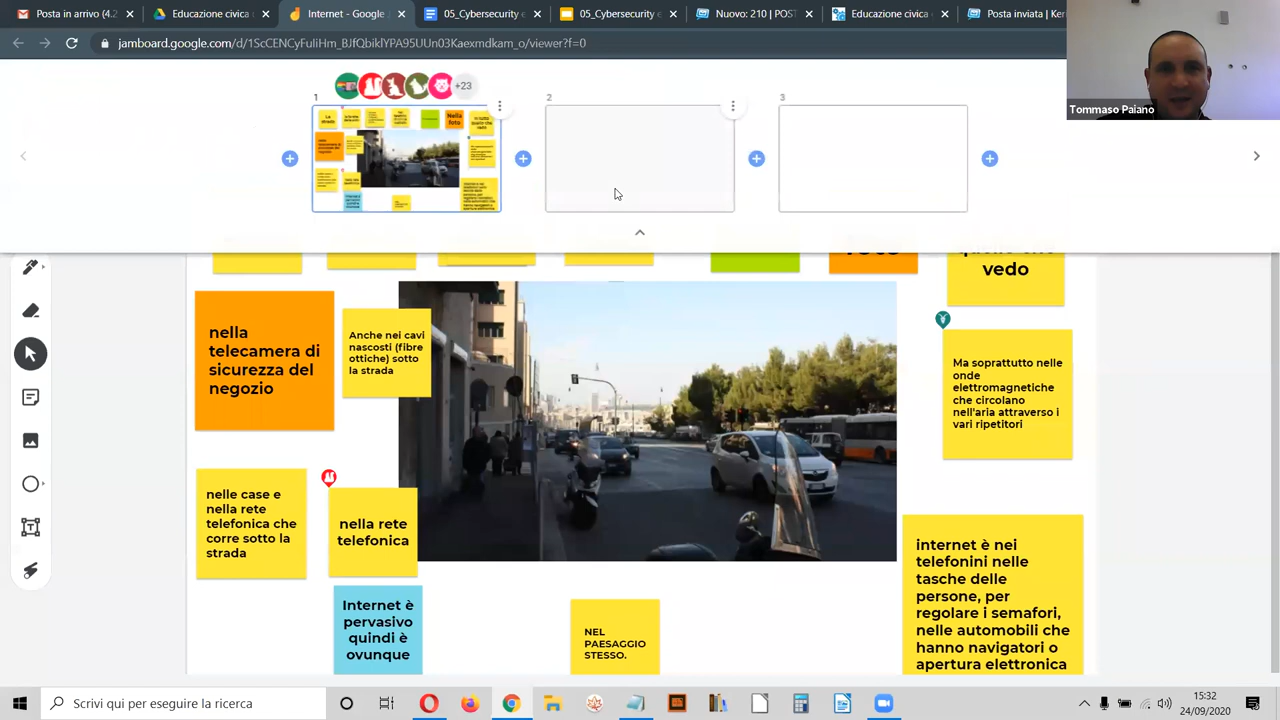 Posta in arrivo (4.2
Educazione civica
Internet - Google
05_Cybersecurity e
05_Cybersecurity e
Nuovo: 210 | POST
Educazione civica
Posta inviata | Ker
jamboard.google.com/d/1ScCENCyFuliHm_BJfQbiklYPA95UUn03Kaexmdkam_o/viewer?f=0
Tommaso Paiano
+23
1
2
3
Nella
foto
vedo
nella
telecamera di
sicurezza del
negozio
Anche nei cavi
nascosti (fibre
ottiche) sotto
la strada
Ma soprattutto nelle
onde
elettromagnetiche
che circolano
nell'aria attraverso i
vari ripetitori
nelle case e
nella rete
telefonica che
corre sotto la
strada
nella rete
telefonica
Internet è
pervasivo
quindi è
ovunque
NEL
PAESAGGIO
STESSO.
internet è nei
telefonini nelle
tasche delle
persone, per
regolare i semafori,
nelle automobili che
hanno navigatori o
apertura elettronica
Scrivi qui per eseguire la ricerca
15:32
24/09/2020